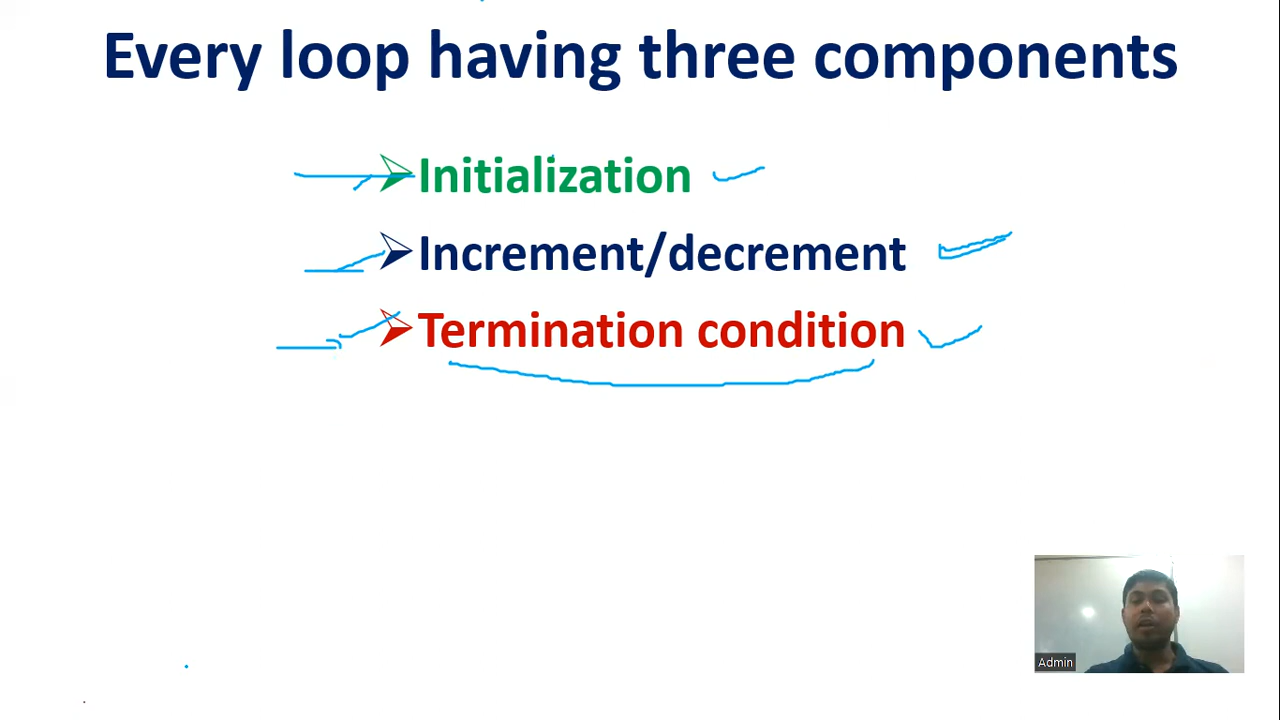 Every loop having three components
Initialization
Increment/decrement
Termination condition
Admin